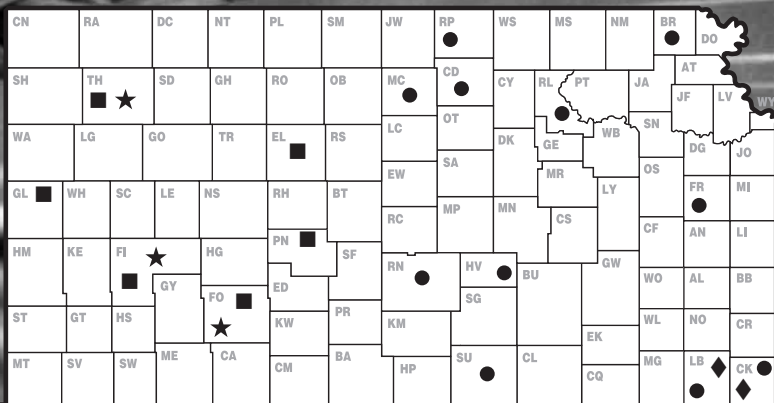 CN RA DC NT PL SM JW RP WS MS NM BR DO
SH TH SD GH RO OB MC CD CY RL PT JA AT
JF LV WY
WA LG GO TR EL RS LC OT DK GE WB SN DG JO
GL WH SC LE NS RH BT EW SA MR LY OS FR MI
RC MP MN CS
HM KE FI HG PN SF RN HV BU GW CF AN LI
GY FO ED SG WO AL BB
ST GT HS KW PR KM EK WL NO CR
MT SV SW ME CA CM BA HP SU CL CQ MG LB CK